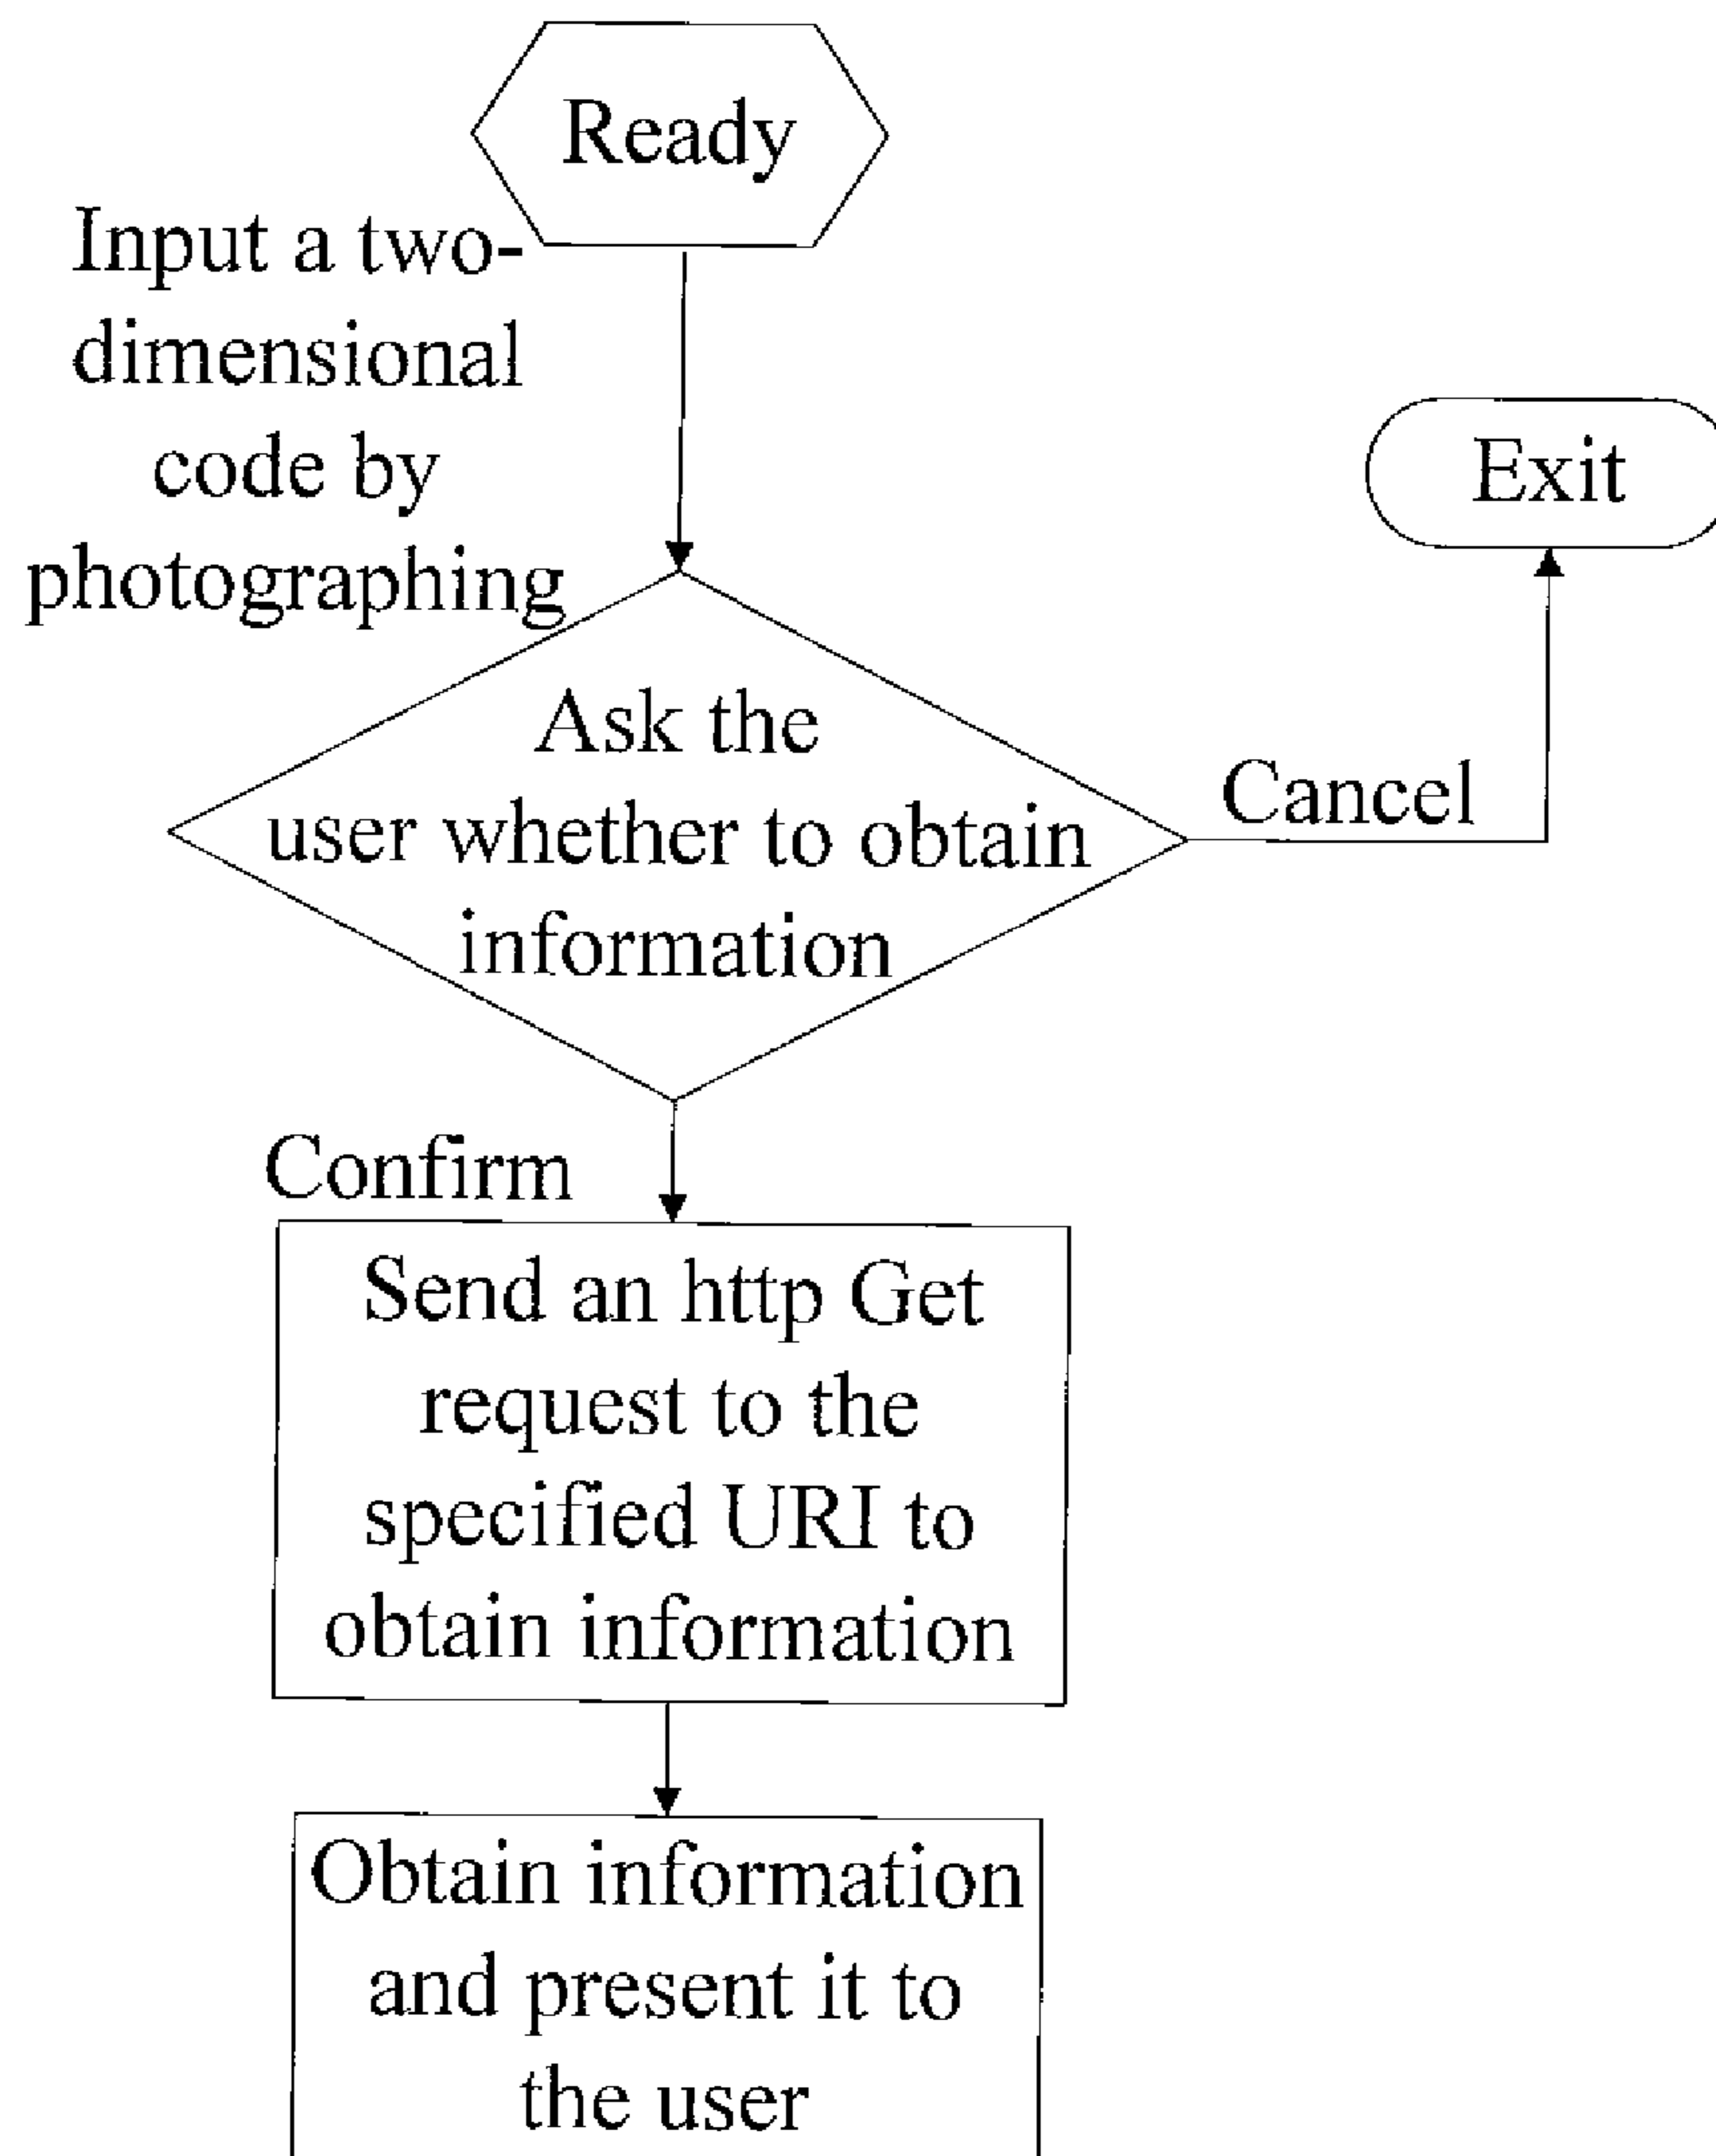 Ready
Input a two-
dimensional
code by
photographing
Exit
Ask the
user whether to obtain
information
Cancel
Confirm
Send an http Get
request to the
specified URI to
obtain information
Obtain information
and present it to
the user